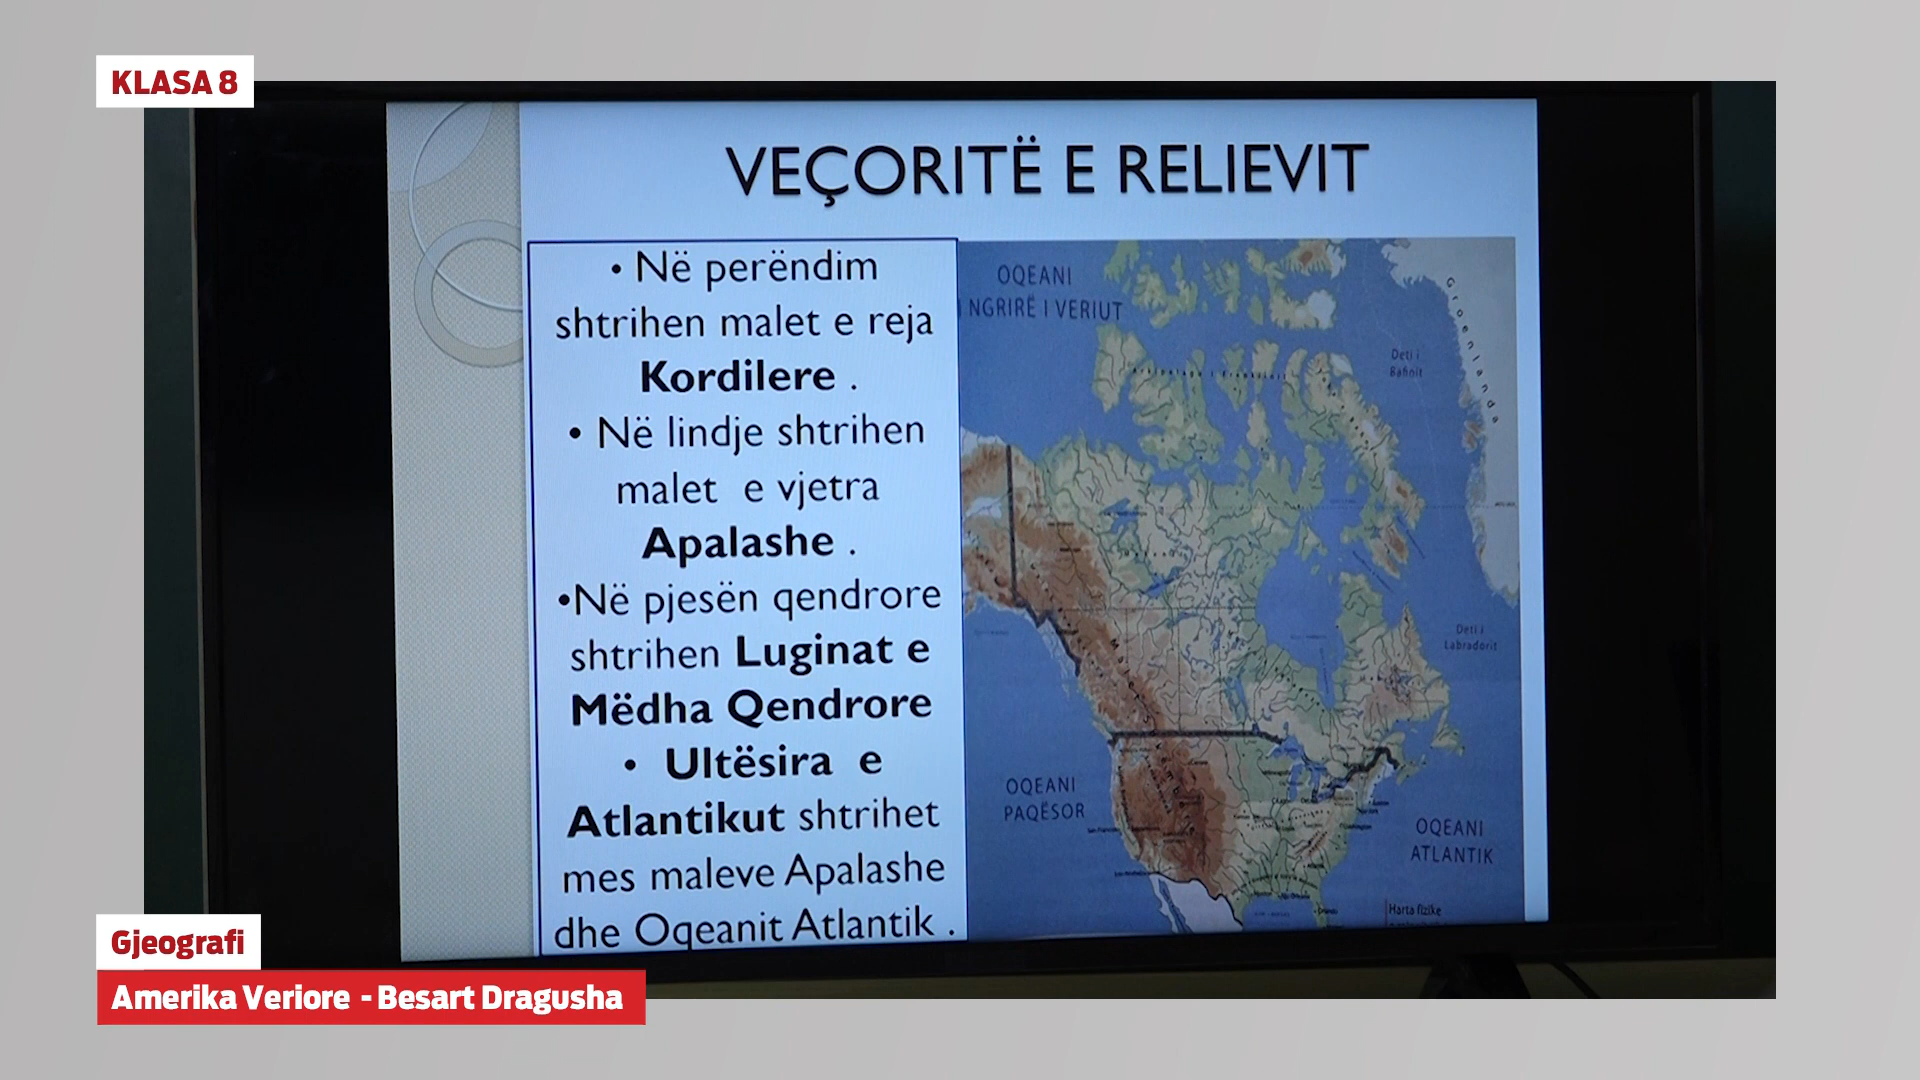 KLASA 8
VEÇORITË E RELIEVIT
• Në perëndim
shtrihen malet e reja
Kordilere .
• Në lindje shtrihen
malet e vjetra
Apalashe .
•Në pjesën qendrore
shtrihen Luginat e
Mëdha Qendrore
• Ultësira e
Atlantikut shtrihet
mes maleve Apalashe
dhe Oqeanit Atlantik .
OQEANI
I NGRIRË I VERIUT
Groenlanda
Deti i
Bafinit
Deti i
Labradorit
OQEANI
PAQËSOR
OQEANI
ATLANTIK
Harta fizike
Gjeografi
Amerika Veriore - Besart Dragusha